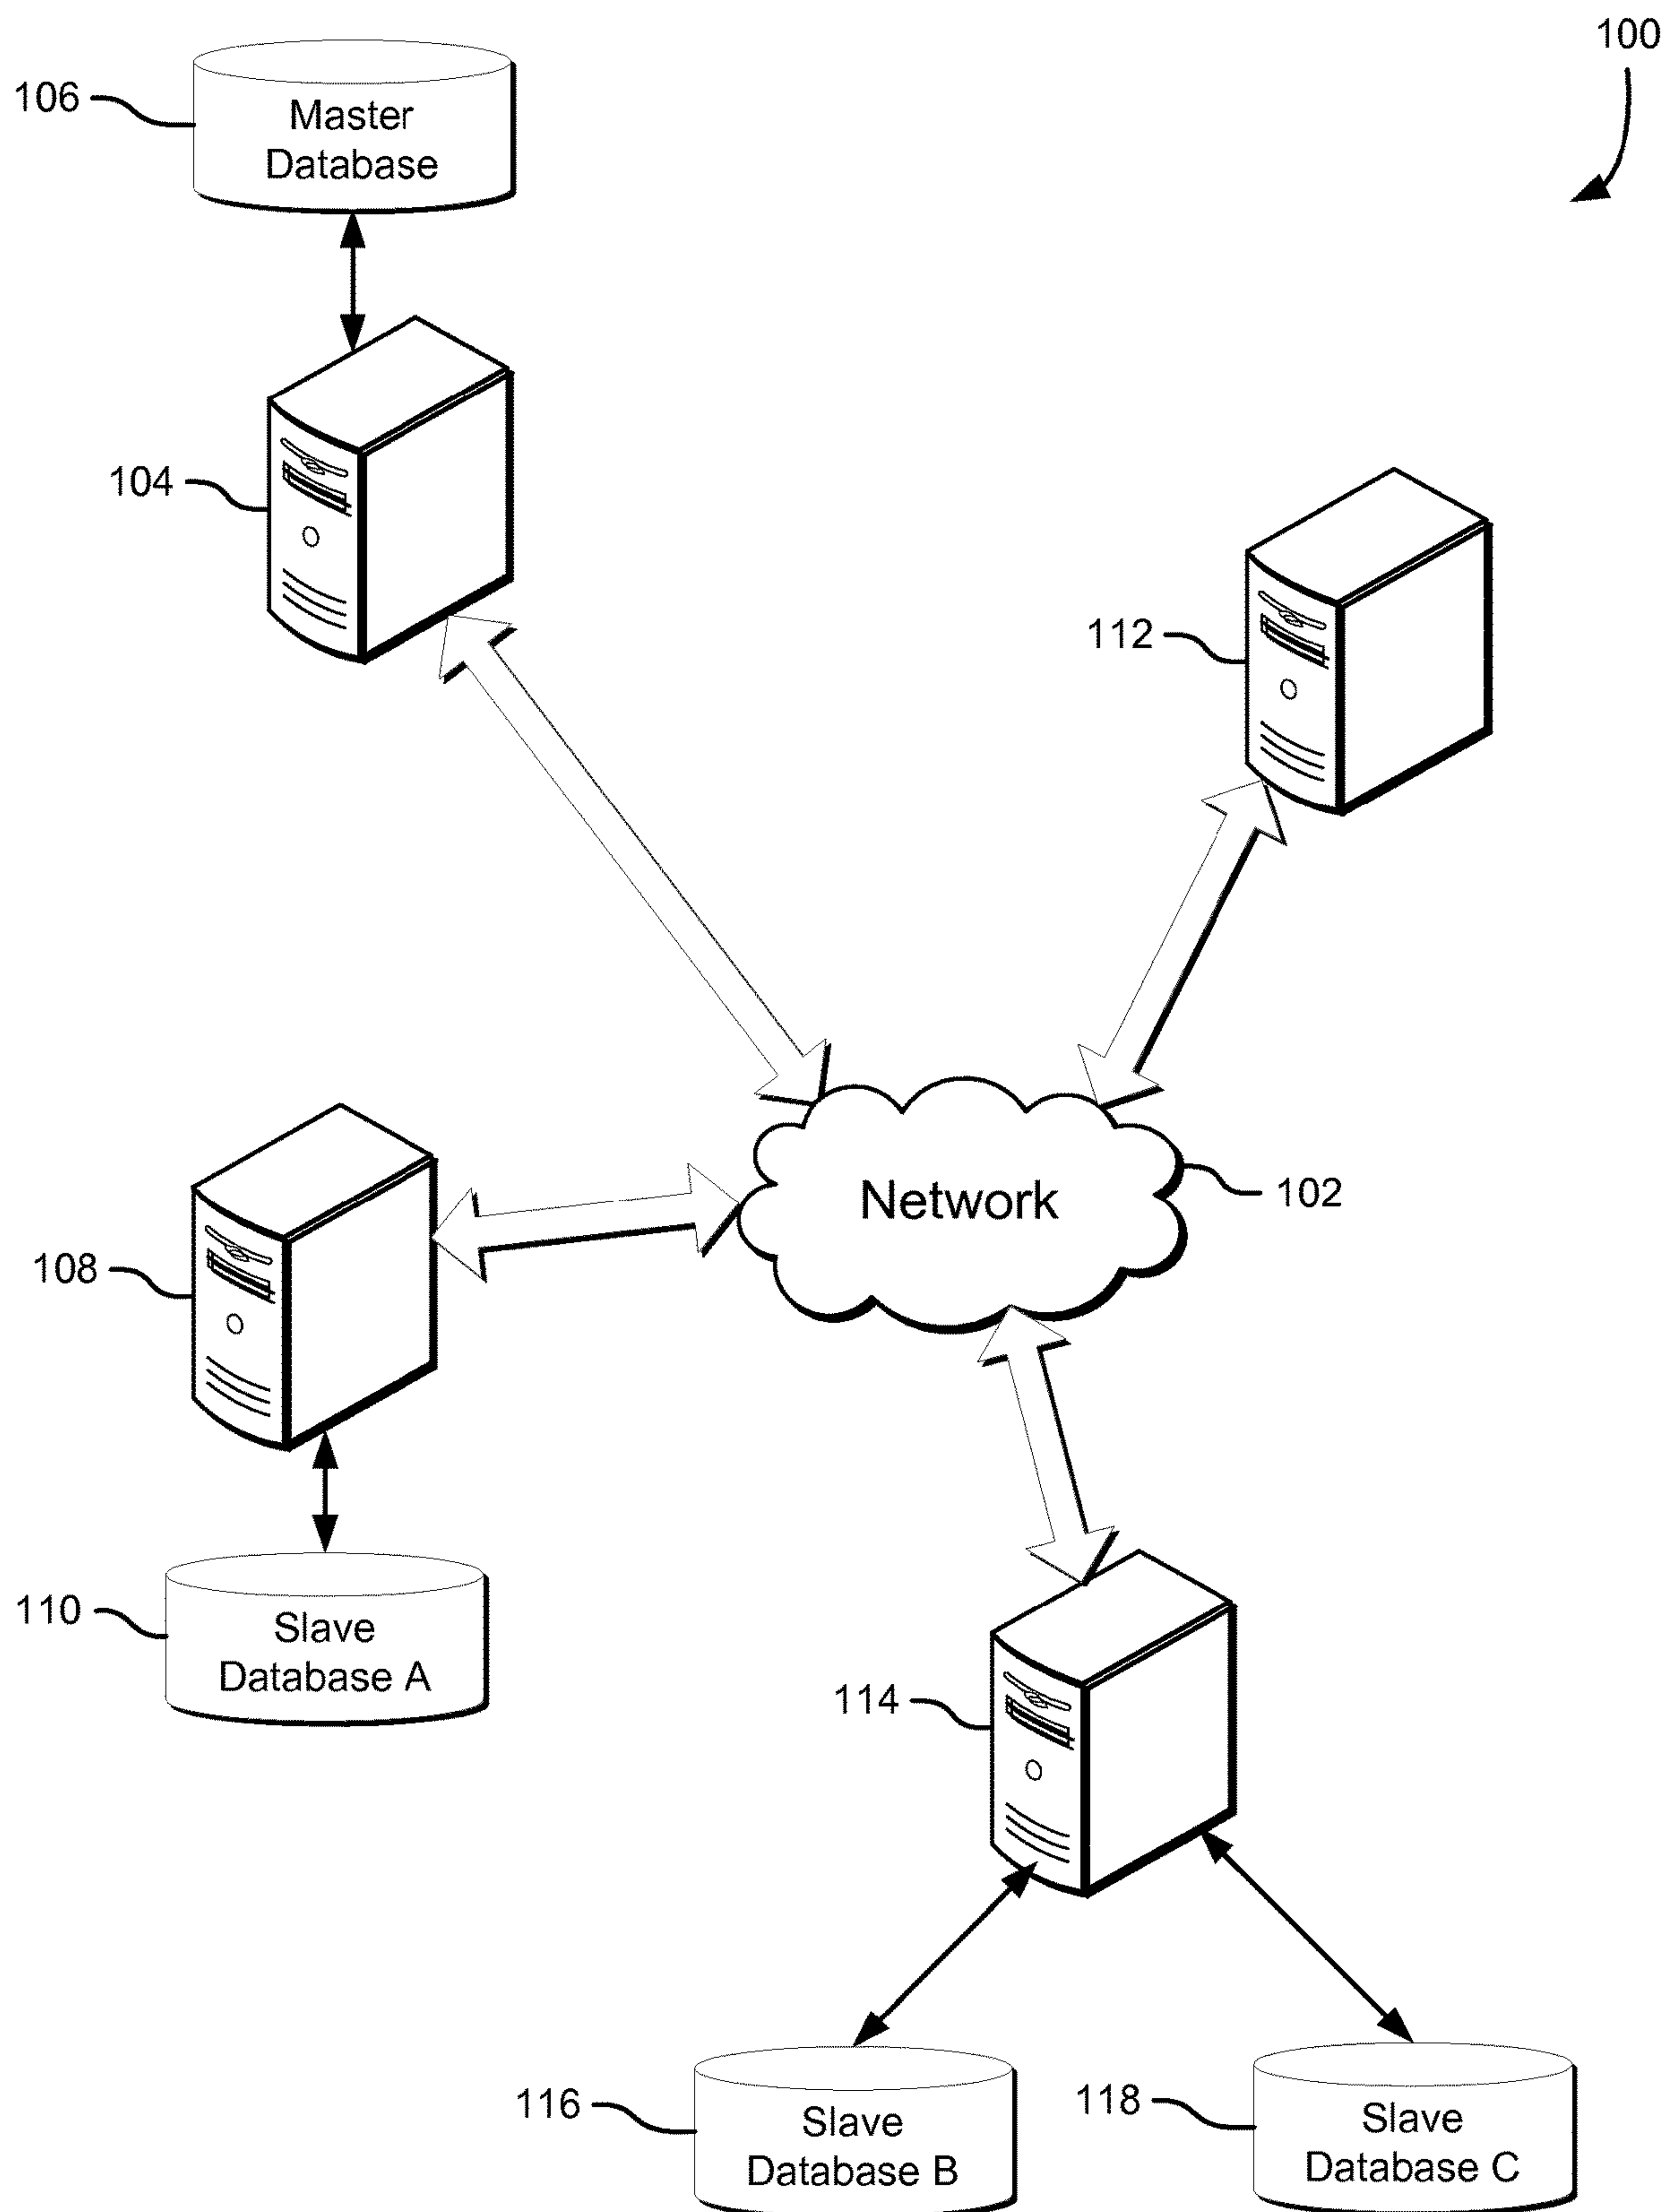 100
106
Master
Database
104
112
Network
102
108
110
Slave
Database A
114
116
Slave
Database B
118
Slave
Database C